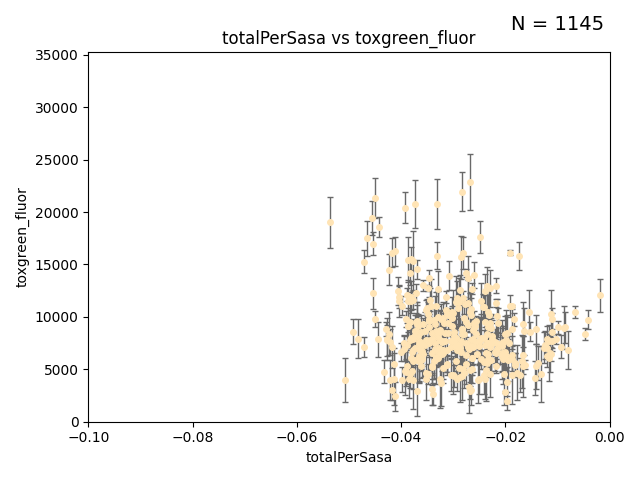 N = 1145
totalPerSasa vs toxgreen_fluor
35000
30000
25000
20000
15000
10000
5000
0
toxgreen_fluor
−0.10 −0.08 −0.06 −0.04 −0.02 0.00
totalPerSasa